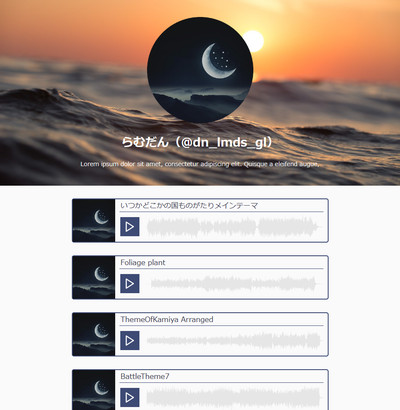 らむだん（@dn_lmds_gl）
Lorem ipsum dolor sit amet, consectetur adipiscing elit. Quisque a eleifend augue,
いつかどこかの国ものがたりメインテーマ
Foliage plant
ThemeOfKamiya Arranged
BattleTheme7